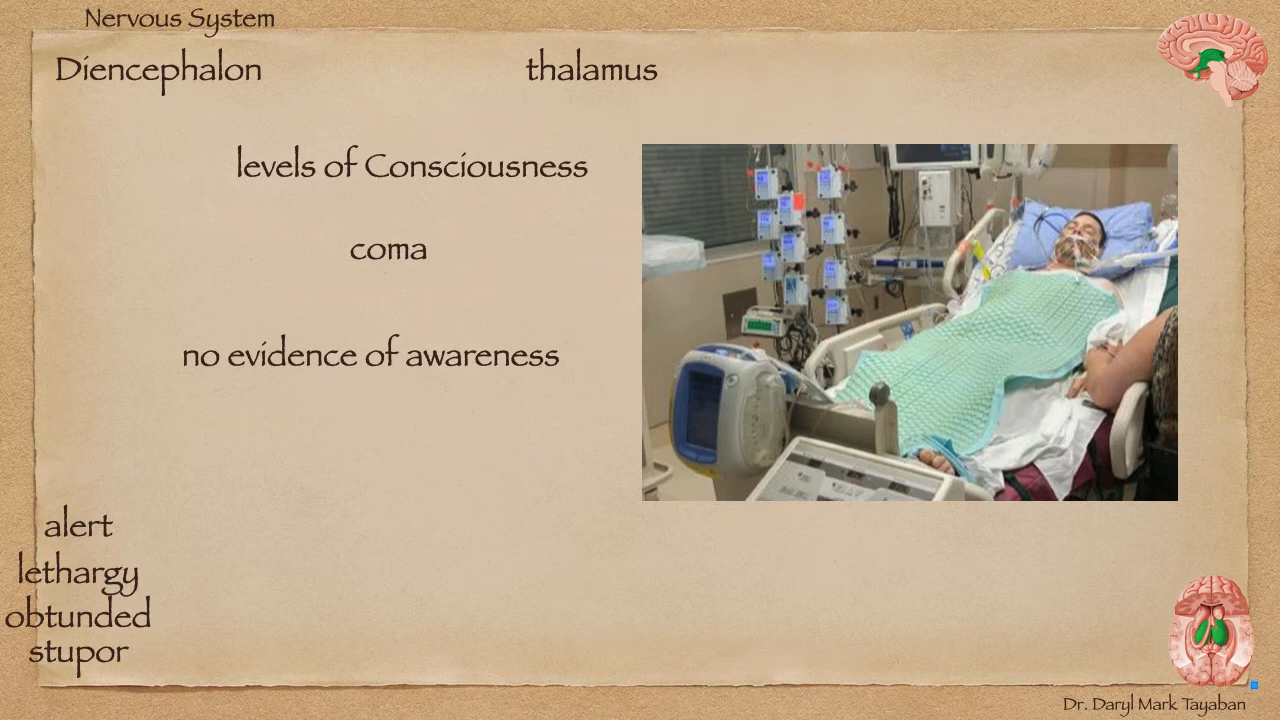 Nervous System
Diencephalon
thalamus
levels of Consciousness
coma
no evidence of awareness
alert
lethargy
obtunded
stupor
Dr. Daryl Mark Tayaban